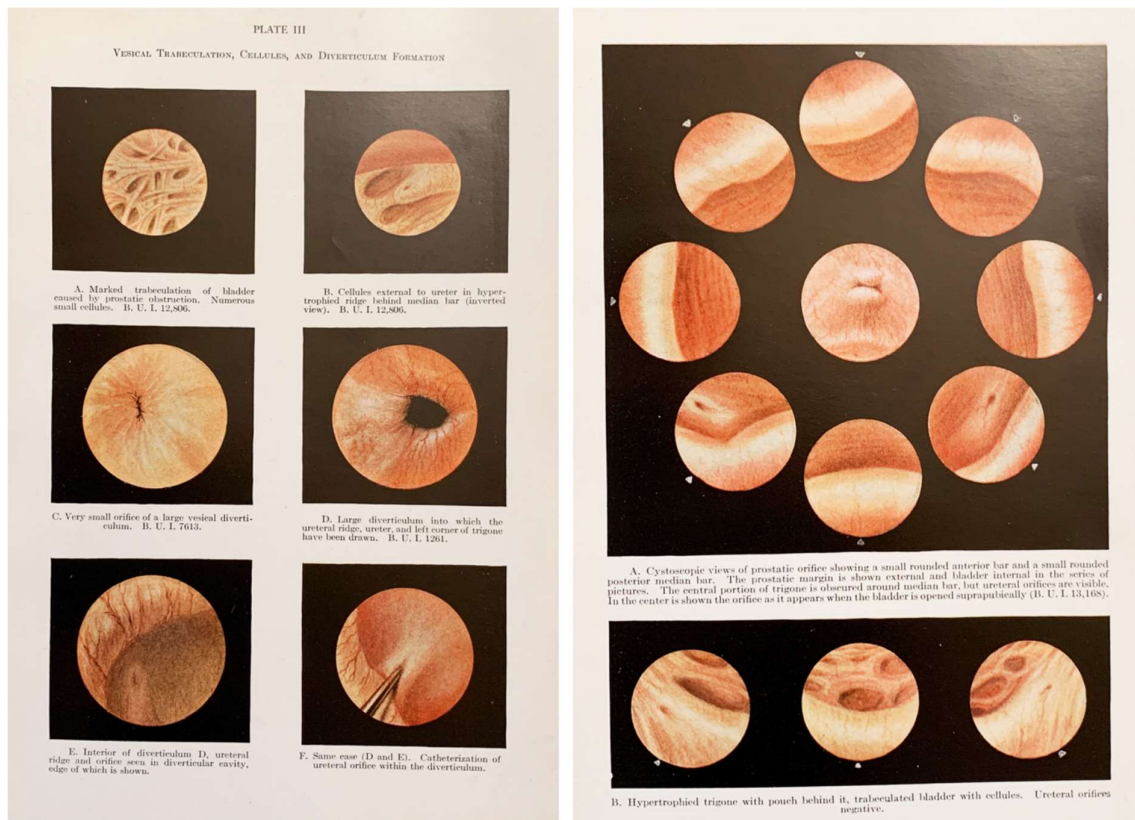 PLATE III
Vesical Trabeculation, Cellules, and Diverticulum Formation
A. Marked trabeculation of bladder
caused by prostatic obstruction. Numerous
small cellules. B. U. I. 12,806.
B. Cellules external to ureter in hyper-
trophied ridge behind median bar (inverted
view). B. U. I. 12,806.
C. Very small orifice of a large vesical diverti-
culum. B. U. I. 7613.
D. Large diverticulum into which the
ureteral ridge, ureter, and left corner of trigone
have been drawn. B. U. I. 1261.
E. Interior of diverticulum D, ureteral
ridge and orifice seen in diverticular cavity,
edge of which is shown.
F. Same case (D and E). Catheterization of
ureteral orifice within the diverticulum.
A. Cystoscopic views of prostatic orifice showing a small rounded anterior bar and a small rounded
posterior median bar. The prostatic margin is shown external and bladder internal in the series of
pictures. The central portion of trigone is obscured around median bar, but ureteral orifices are visible.
In the center is shown the orifice as it appears when the bladder is opened suprapubically (B. U. I. 13,168).
B. Hypertrophied trigone with pouch behind it, trabeculated bladder with cellules. Ureteral orifices
negative.